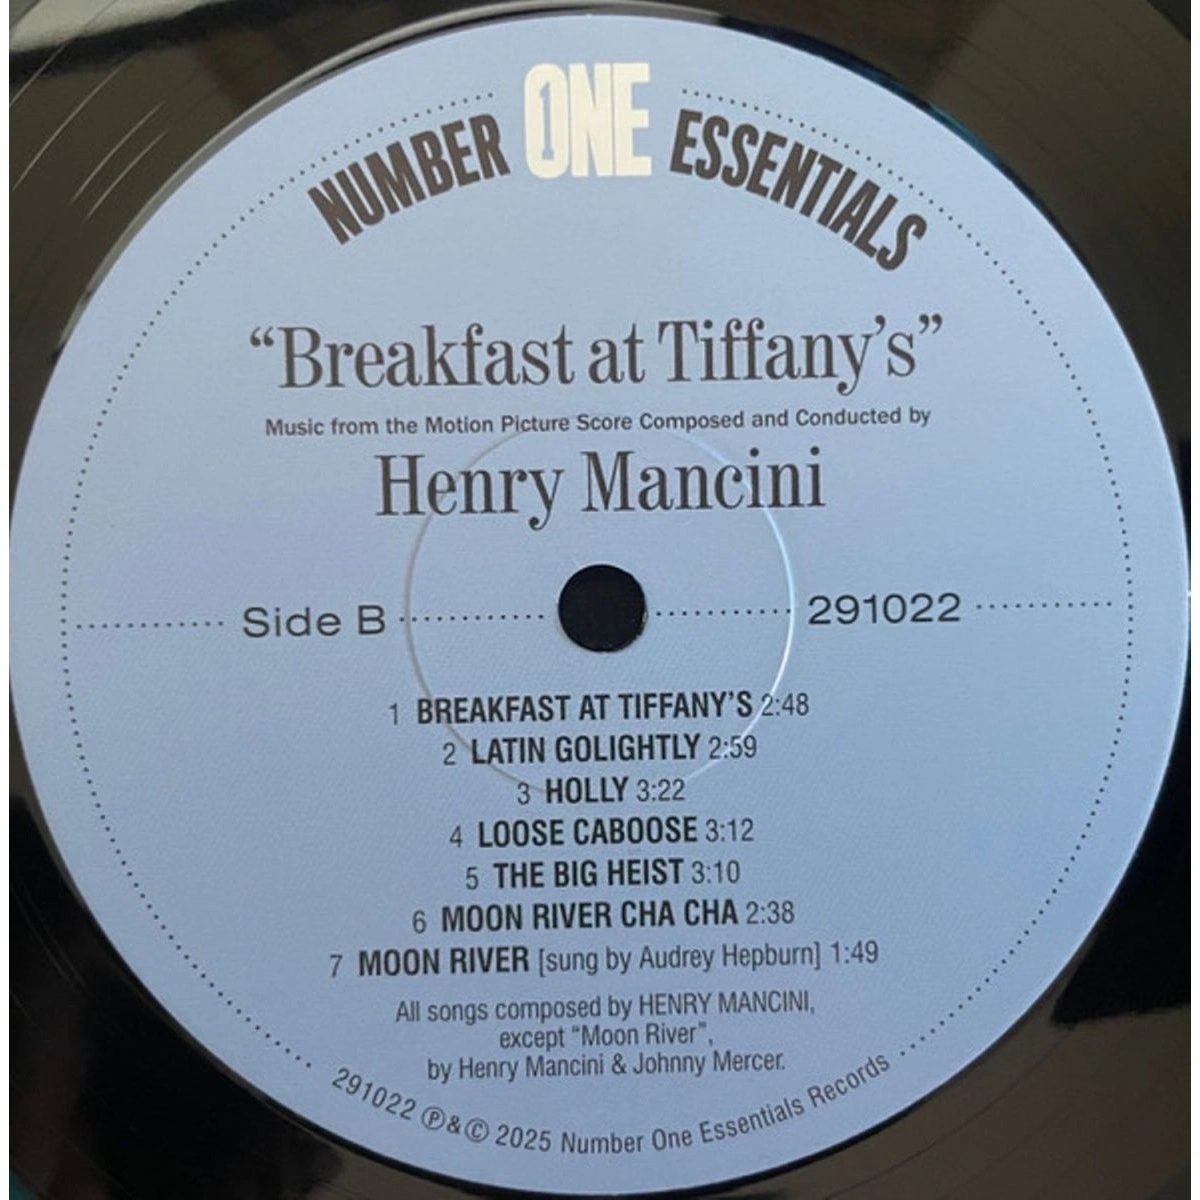 NUMBER ONE ESSENTIALS
“Breakfast at Tiffany’s”
Music from the Motion Picture Score Composed and Conducted by
Henry Mancini
Side B 291022
1 BREAKFAST AT TIFFANY’S 2:48
2 LATIN GOLIGHTLY 2:59
3 HOLLY 3:22
4 LOOSE CABOOSE 3:12
5 THE BIG HEIST 3:10
6 MOON RIVER CHA CHA 2:38
7 MOON RIVER [sung by Audrey Hepburn] 1:49
All songs composed by HENRY MANCINI,
except “Moon River”,
by Henry Mancini & Johnny Mercer.
291022 ℗&© 2025 Number One Essentials Records